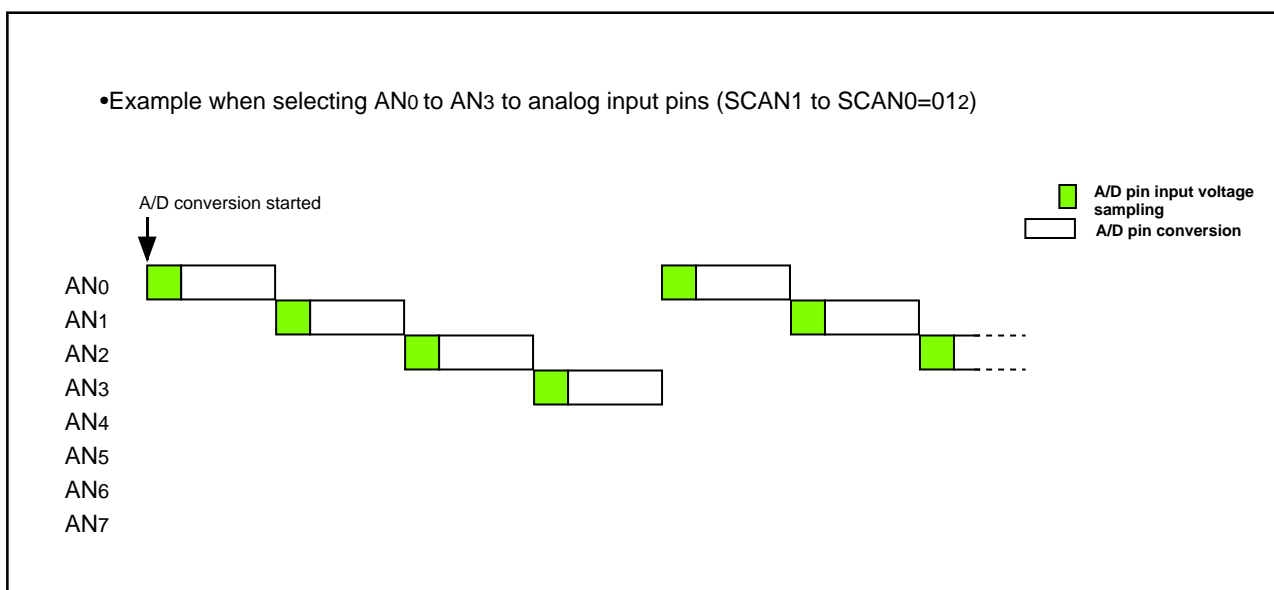 •Example when selecting AN0 to AN3 to analog input pins (SCAN1 to SCAN0=012)
A/D conversion started
A/D pin input voltage
sampling
A/D pin conversion
AN0
AN1
AN2
AN3
AN4
AN5
AN6
AN7